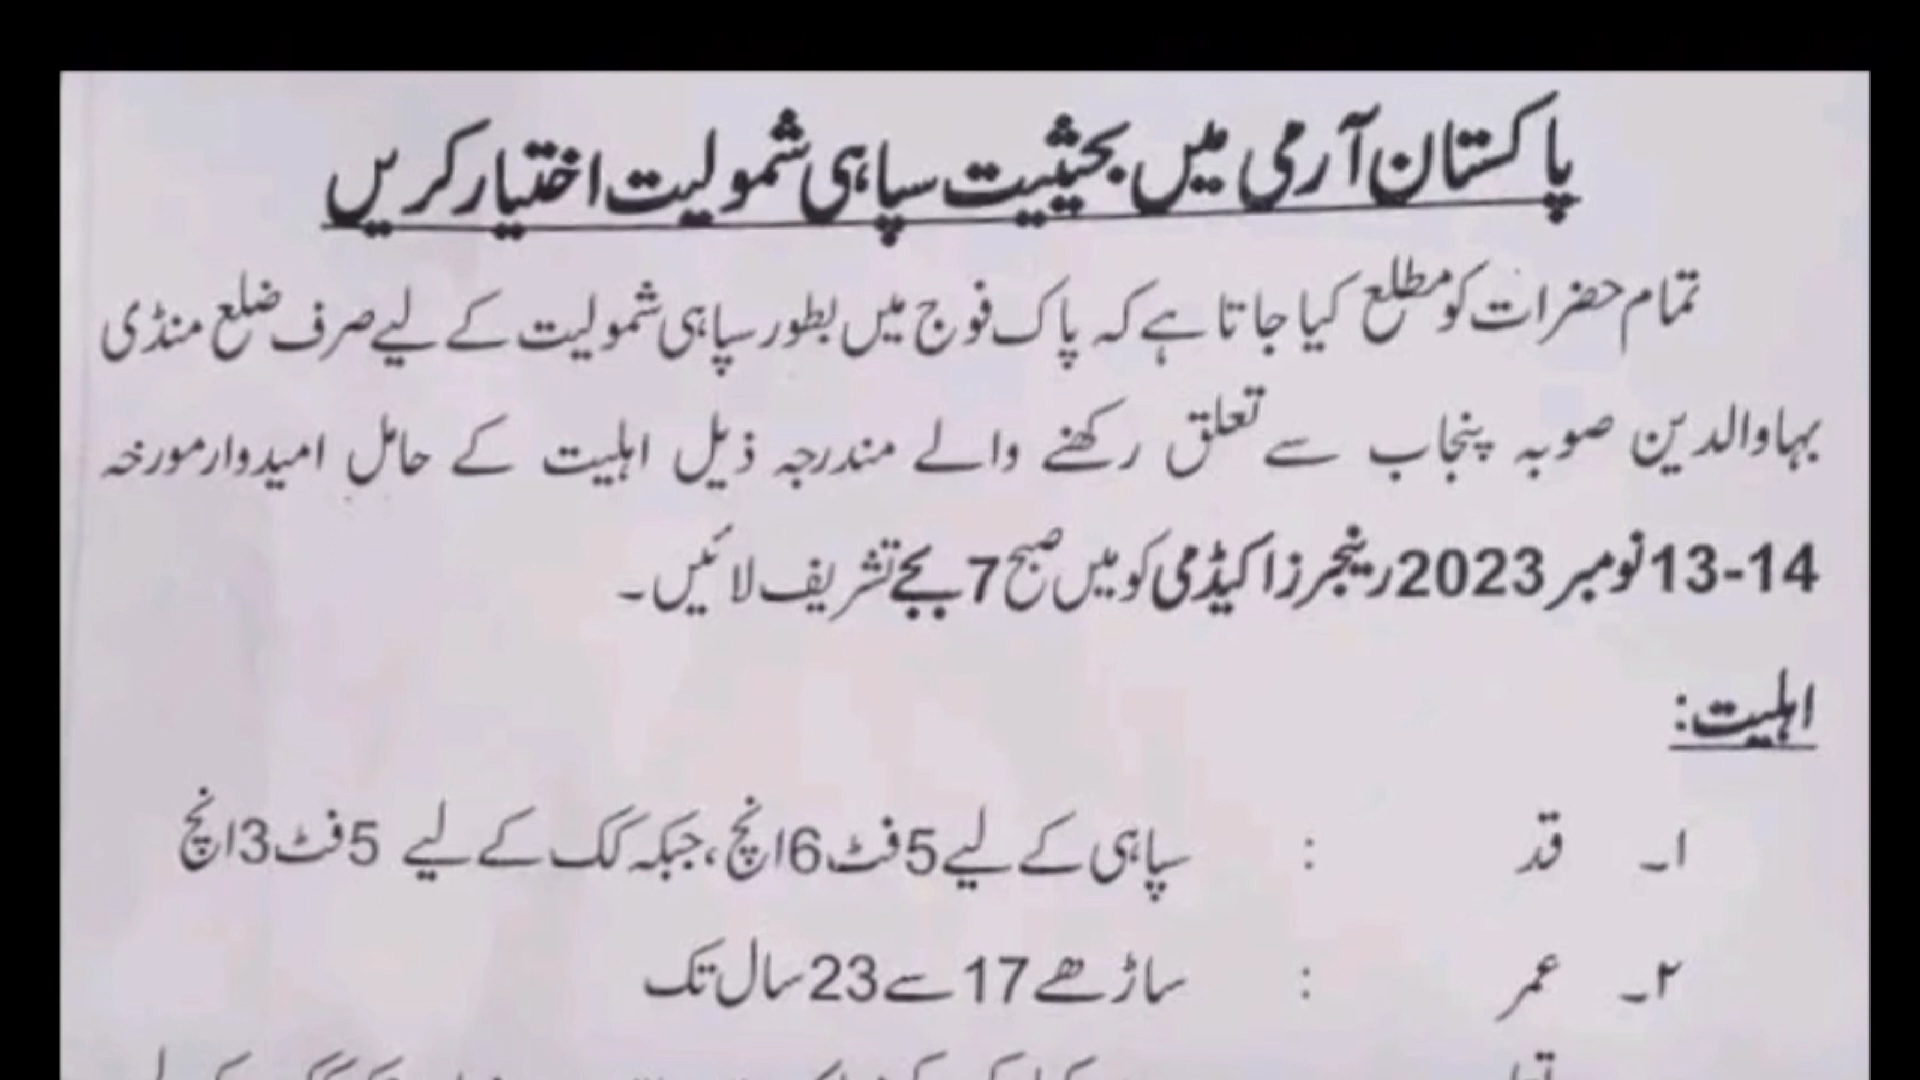 پاکستان آرمی میں بحثیت سپاہی شمولیت اختیار کریں
تمام حضرات کو مطلع کیا جاتا ہے کہ پاک فوج میں بطور سپاہی شمولیت کے لیے صرف ضلع منڈی
بہاوالدین صوبہ پنجاب سے تعلق رکھنے والے مندرجہ ذیل اہلیت کے حامل امیدوار مورخہ
13-14 نومبر 2023 رینجرز اکیڈمی کو میں صبح 7 بجے تشریف لائیں۔
اہلیت:
۱۔ قد : سپاہی کے لیے 5 فٹ 6 انچ، جبکہ کک کے لیے 5 فٹ 3 انچ
۲۔ عمر : ساڑھے 17 سے 23 سال تک